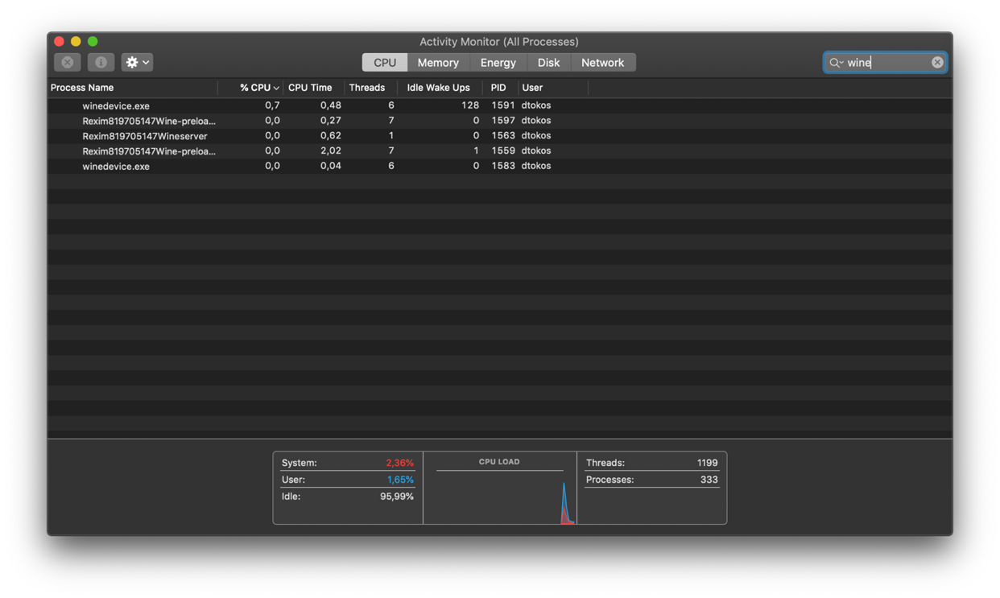 Activity Monitor (All Processes)
CPU Memory Energy Disk Network wine
Process Name % CPU CPU Time Threads Idle Wake Ups PID User
winedevice.exe 0,7 0,48 6 128 1591 dtokos
Rexim819705147Wine-preloa... 0,0 0,27 7 0 1597 dtokos
Rexim819705147Wineserver 0,0 0,62 1 0 1563 dtokos
Rexim819705147Wine-preloa... 0,0 2,02 7 1 1559 dtokos
winedevice.exe 0,0 0,04 6 0 1583 dtokos
System: 2,36% CPU LOAD Threads: 1199
User: 1,65% Processes: 333
Idle: 95,99%